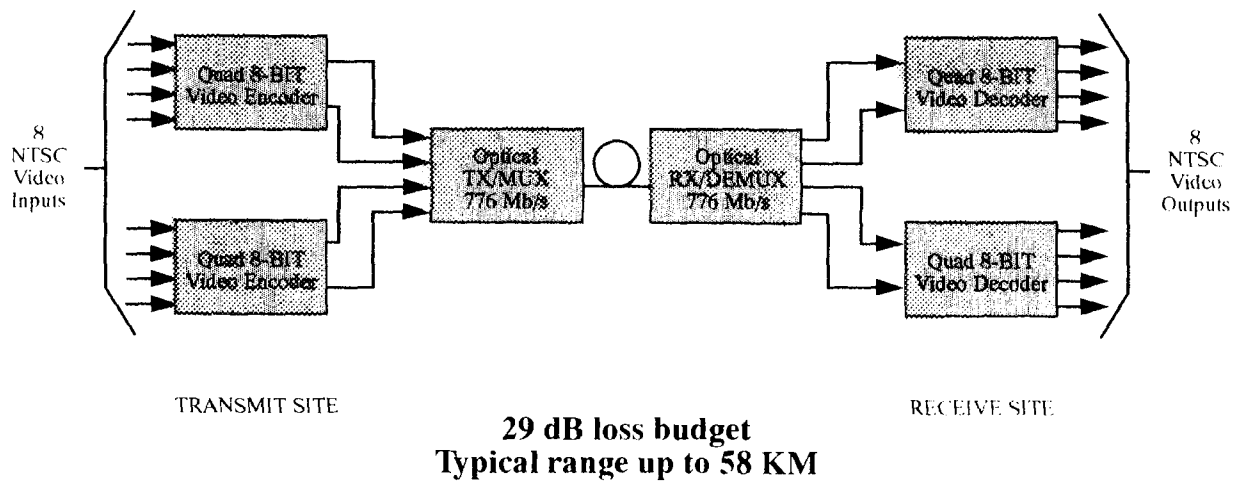 8
NTSC
Video
Inputs
Quad 8-BIT
Video Encoder
Quad 8-BIT
Video Encoder
Optical
TX/MUX
776 Mb/s
Optical
RX/DEMUX
776 Mb/s
Quad 8-BIT
Video Decoder
Quad 8-BIT
Video Decoder
8
NTSC
Video
Outputs
TRANSMIT SITE
RECEIVE SITE
29 dB loss budget
Typical range up to 58 KM